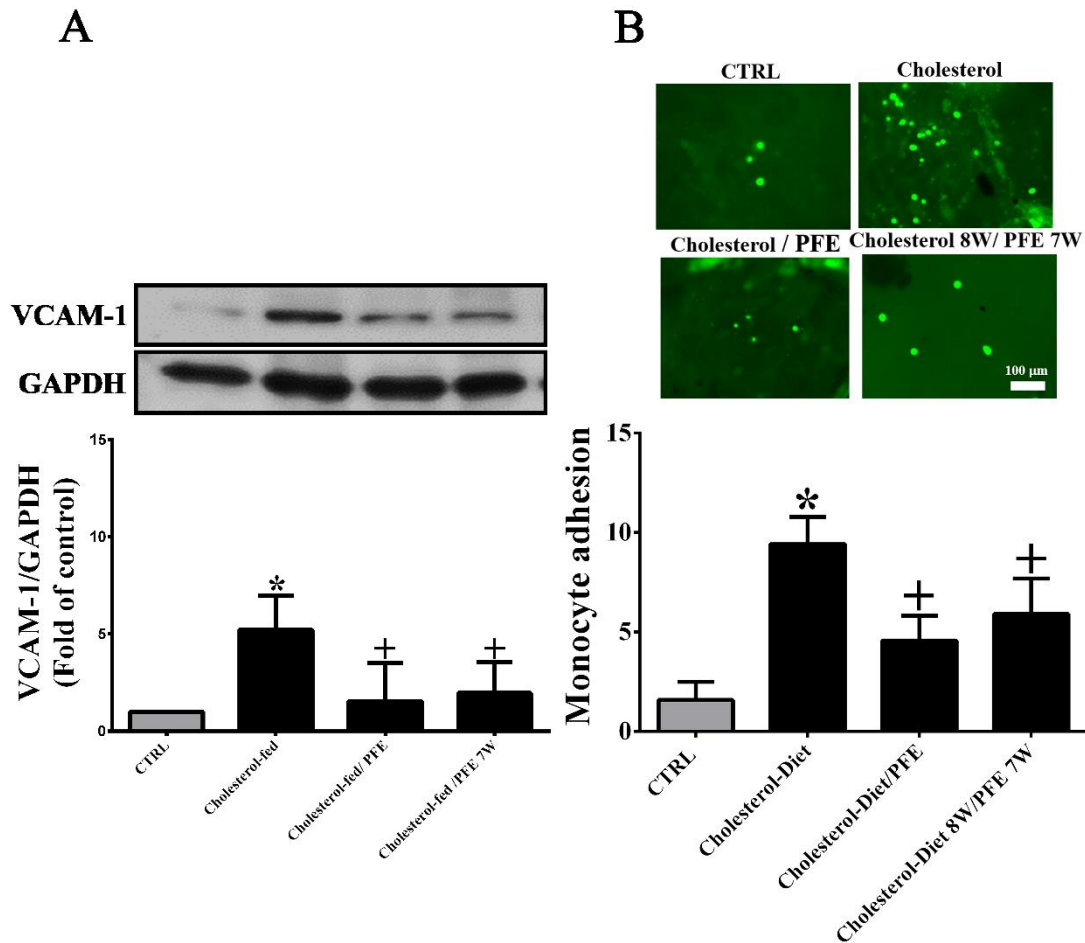 A
VCAM-1
GAPDH
VCAM-1/GAPDH
(Fold of control)
15
10
5
0
*
+
+
CTRL
Cholesterol-fed
Cholesterol-fed/ PFE
Cholesterol-fed /PFE 7W
B
CTRL
Cholesterol
Cholesterol / PFE
Cholesterol 8W/ PFE 7W
100 µm
Monocyte adhesion
15
10
5
0
*
+
+
CTRL
Cholesterol-Diet
Cholesterol-Diet/PFE
Cholesterol-Diet 8W/PFE 7W